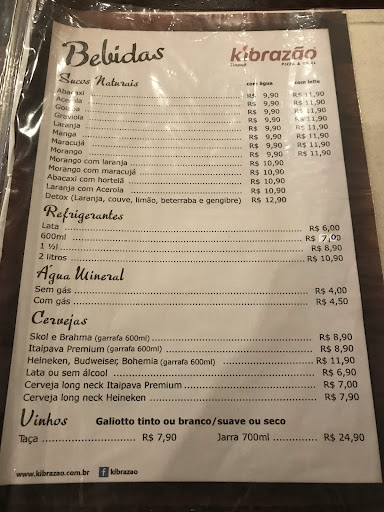 Bebidas
kibrazão
PIZZA & GRILL
Sucos Naturais com água com leite
Abacaxi R$ 9,90 R$ 11,90
Acerola R$ 9,90 R$ 11,90
Goiaba R$ 9,90 R$ 11,90
Graviola R$ 9,90 R$ 11,90
Laranja R$ 9,90 R$ 11,90
Manga R$ 9,90 R$ 11,90
Maracujá R$ 9,90 R$ 11,90
Morango R$ 9,90 R$ 11,90
Morango com laranja R$ 10,90
Morango com maracujá R$ 10,90
Abacaxi com hortelã R$ 10,90
Laranja com Acerola R$ 10,90
Detox (Laranja, couve, limão, beterraba e gengibre) R$ 12,90
Refrigerantes
Lata R$ 6,00
600ml R$ 7,00
1 ½l R$ 8,90
2 litros R$ 10,90
Água Mineral
Sem gás R$ 4,00
Com gás R$ 4,50
Cervejas
Skol e Brahma (garrafa 600ml) R$ 8,90
Itaipava Premium (garrafa 600ml) R$ 8,90
Heineken, Budweiser, Bohemia (garrafa 600ml) R$ 11,90
Lata ou sem álcool R$ 6,90
Cerveja long neck Itaipava Premium R$ 7,00
Cerveja long neck Heineken R$ 7,90
Vinhos Galiotto tinto ou branco/suave ou seco
Taça R$ 7,90 Jarra 700ml R$ 24,90
www.kibrazao.com.br f kibrazao